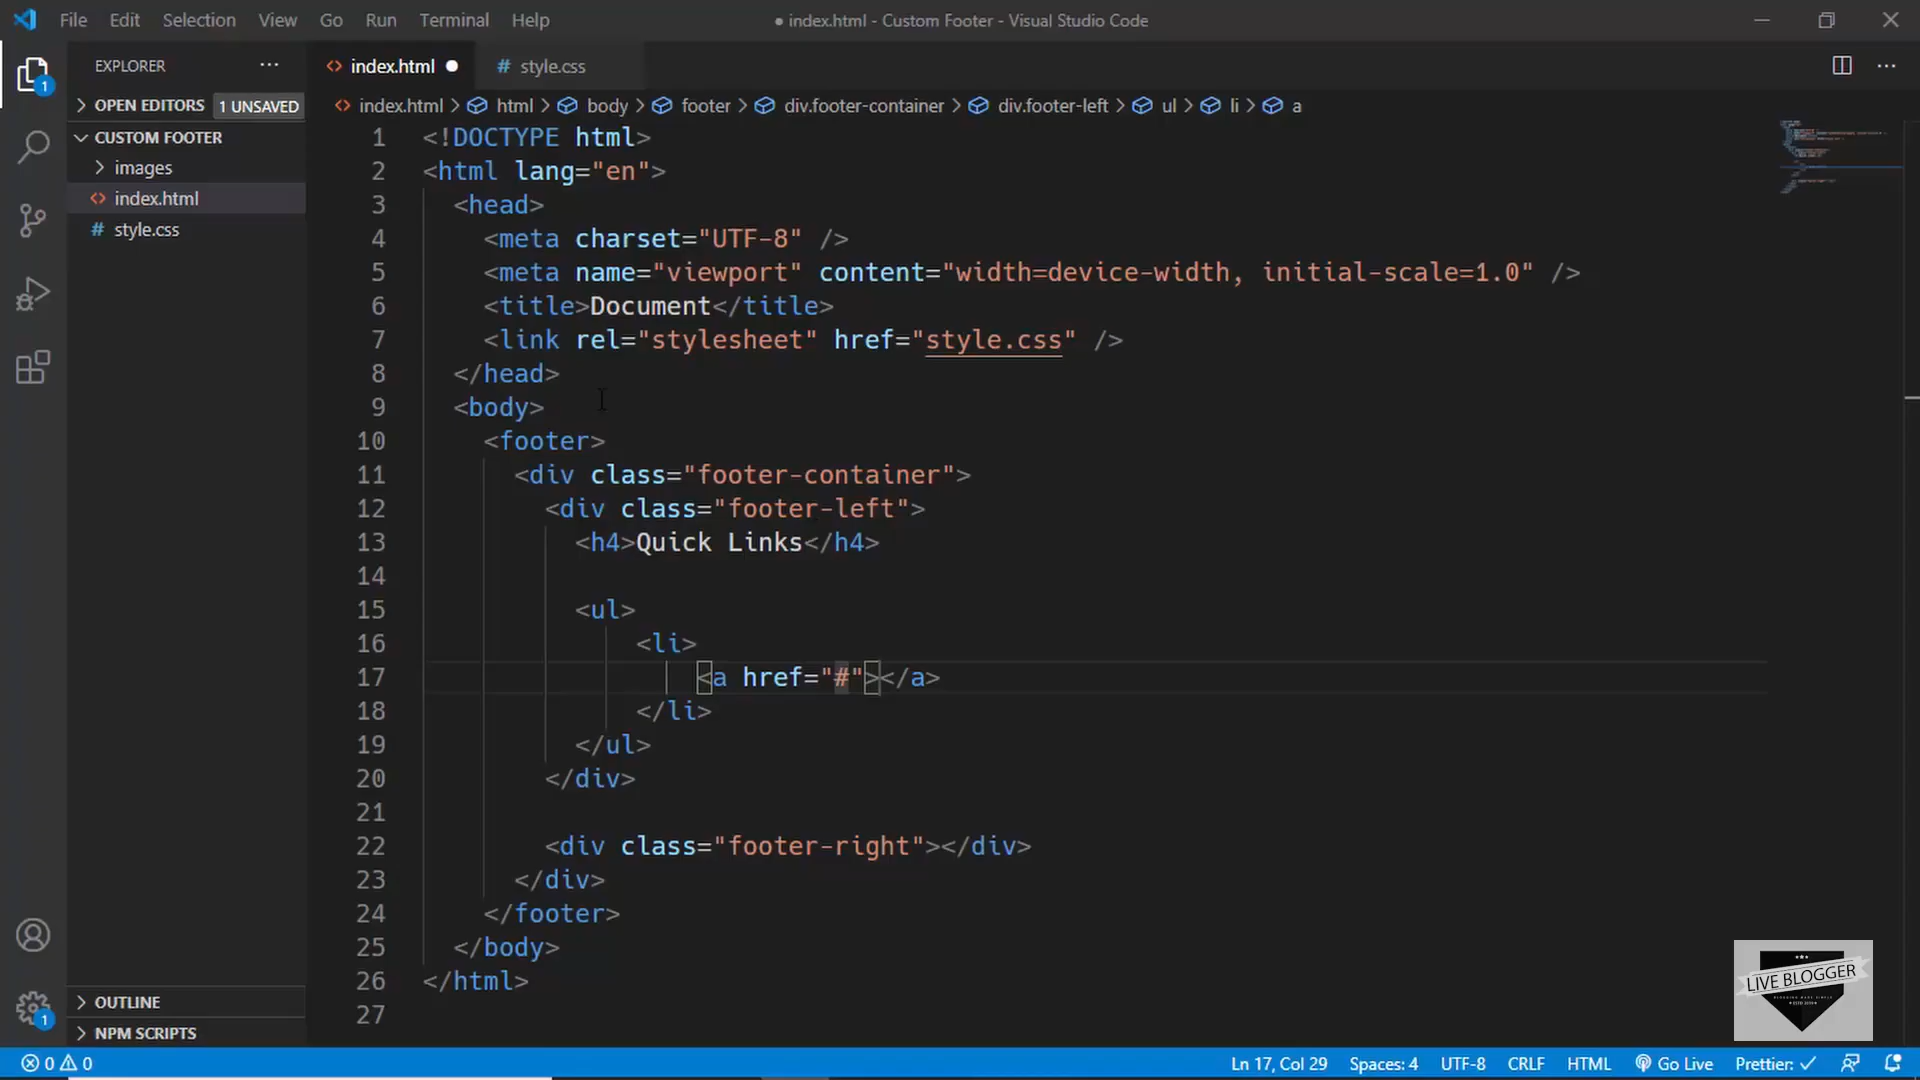 File Edit Selection View Go Run Terminal Help
● index.html - Custom Footer - Visual Studio Code
EXPLORER
OPEN EDITORS 1 UNSAVED
CUSTOM FOOTER
images
<> index.html
# style.css
OUTLINE
NPM SCRIPTS
1
1
<> index.html ●
# style.css
<> index.html > html > body > footer > div.footer-container > div.footer-left > ul > li > a
1 <!DOCTYPE html>
2 <html lang="en">
3 <head>
4 <meta charset="UTF-8" />
5 <meta name="viewport" content="width=device-width, initial-scale=1.0" />
6 <title>Document</title>
7 <link rel="stylesheet" href="style.css" />
8 </head>
9 <body>
10 <footer>
11 <div class="footer-container">
12 <div class="footer-left">
13 <h4>Quick Links</h4>
14
15 <ul>
16 <li>
17 <a href="#"></a>
18 </li>
19 </ul>
20 </div>
21
22 <div class="footer-right"></div>
23 </div>
24 </footer>
25 </body>
26 </html>
27
LIVE BLOGGER
0 0
Ln 17, Col 29 Spaces: 4 UTF-8 CRLF HTML Go Live Prettier: ✓